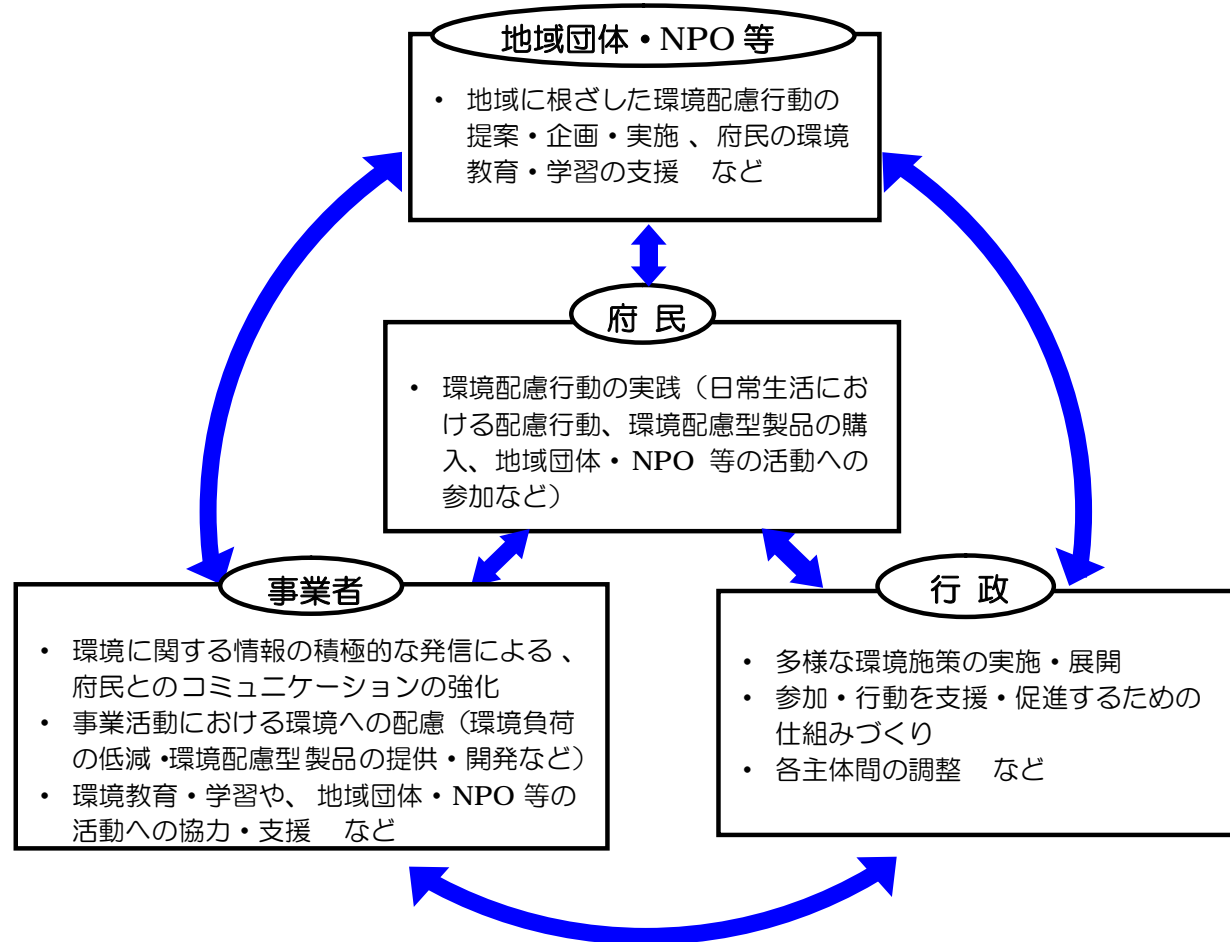 地域団体・NPO 等
・ 地域に根ざした環境配慮行動の
提案・企画・実施 、府民の環境
教育・学習の支援　など
府 民
・ 環境配慮行動の実践（日常生活にお
ける配慮行動、環境配慮型製品の購
入、地域団体・ NPO 等の活動への
参加など）
事業者
・ 環境に関する情報の積極的な発信による 、
府民とのコミュニケーションの強化
・ 事業活動における環境への配慮（環境負荷
の低減・環境配慮型製品の提供・開発など）
・ 環境教育・学習や、 地域団体・NPO 等の
活動への協力・支援　など
行 政
・ 多様な環境施策の実施・展開
・ 参加・行動を支援・促進するための
仕組みづくり
・ 各主体間の調整　など